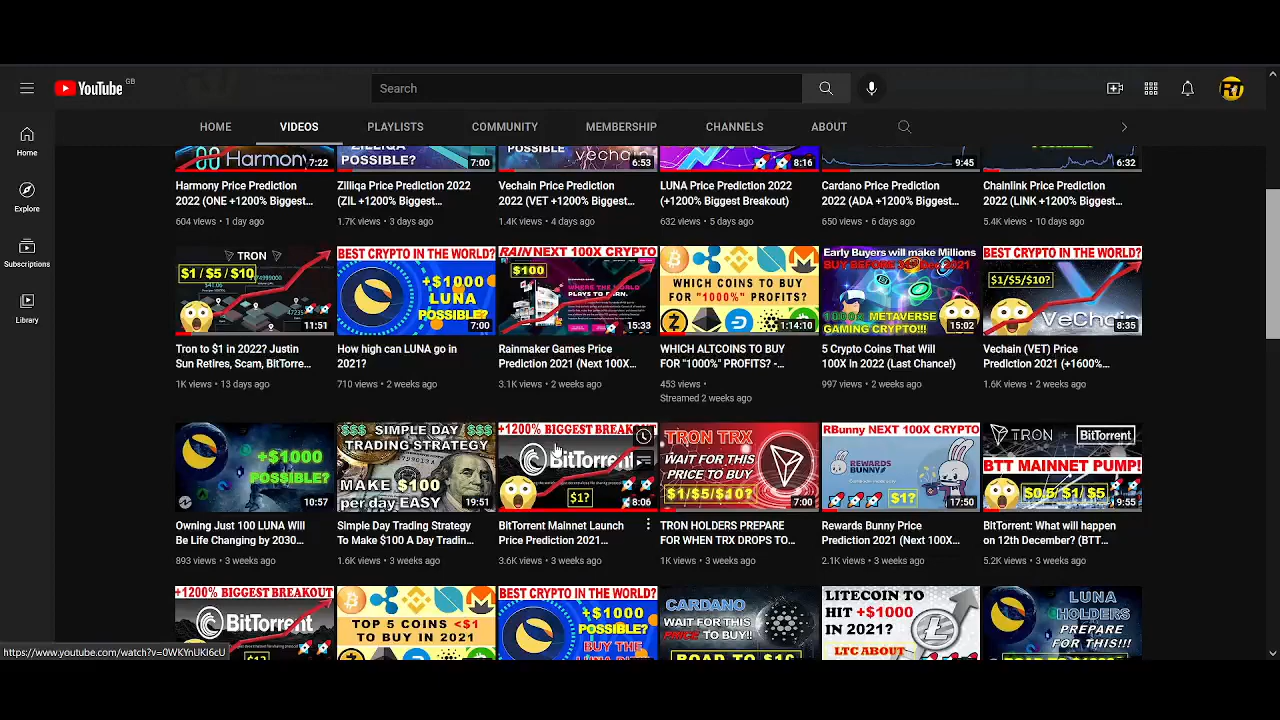 YouTube GB
Search
HOME VIDEOS PLAYLISTS COMMUNITY MEMBERSHIP CHANNELS ABOUT
Home
Explore
Subscriptions
Library
Harmony 7:22
POSSIBLE? 7:00
POSSIBLE vechain 6:53
8:16
9:45
6:32
Harmony Price Prediction
2022 (ONE +1200% Biggest...
604 views • 1 day ago
Zilliqa Price Prediction 2022
(ZIL +1200% Biggest...
1.7K views • 3 days ago
Vechain Price Prediction
2022 (VET +1200% Biggest...
1.4K views • 4 days ago
LUNA Price Prediction 2022
(+1200% Biggest Breakout)
632 views • 5 days ago
Cardano Price Prediction
2022 (ADA +1200% Biggest...
650 views • 6 days ago
Chainlink Price Prediction
2022 (LINK +1200% Biggest...
5.4K views • 10 days ago
TRON
$1 / $5 / $10
11:51
BEST CRYPTO IN THE WORLD?
+$1000
LUNA
POSSIBLE?
7:00
RAIN NEXT 100X CRYPTO
$100
15:33
WHICH COINS TO BUY
FOR "1000%" PROFITS?
1:14:10
Early Buyers will make Millions
1000X METAVERSE
GAMING CRYPTO!!!
15:02
BEST CRYPTO IN THE WORLD?
$1/$5/$10?
VeChain
8:35
Tron to $1 in 2022? Justin
Sun Retires, Scam, BitTorre...
1K views • 13 days ago
How high can LUNA go in
2021?
710 views • 2 weeks ago
Rainmaker Games Price
Prediction 2021 (Next 100X...
3.1K views • 2 weeks ago
WHICH ALTCOINS TO BUY
FOR "1000%" PROFITS? -...
453 views •
Streamed 2 weeks ago
5 Crypto Coins That Will
100X In 2022 (Last Chance!)
997 views • 2 weeks ago
Vechain (VET) Price
Prediction 2021 (+1600%...
1.6K views • 2 weeks ago
+$1000
POSSIBLE?
10:57
$$$ SIMPLE DAY $$$
TRADING STRATEGY
MAKE $100
per day EASY
19:51
+1200% BIGGEST BREAK
BitTorrent
$1?
8:06
TRON TRX
WAIT FOR THIS
PRICE TO BUY
$1/$5/$10?
7:00
RBunny NEXT 100X CRYPTO
REWARDS
BUNNY
$1?
17:50
TRON + BitTorrent
BTT MAINNET PUMP!
$0.5/ $1/ $5
9:55
Owning Just 100 LUNA Will
Be Life Changing by 2030...
893 views • 3 weeks ago
Simple Day Trading Strategy
To Make $100 A Day Tradin...
1.6K views • 3 weeks ago
BitTorrent Mainnet Launch
Price Prediction 2021...
3.6K views • 3 weeks ago
TRON HOLDERS PREPARE
FOR WHEN TRX DROPS TO...
1K views • 3 weeks ago
Rewards Bunny Price
Prediction 2021 (Next 100X...
2.1K views • 3 weeks ago
BitTorrent: What will happen
on 12th December? (BTT...
5.2K views • 3 weeks ago
+1200% BIGGEST BREAKOUT
BitTorrent
TOP 5 COINS <$1
TO BUY IN 2021
BEST CRYPTO IN THE WORLD?
+$1000
POSSIBLE?
BUY THE
CARDANO
WAIT FOR THIS
PRICE TO BUY!!
LITECOIN TO
HIT +$1000
IN 2021?
LTC ABOUT
LUNA
HOLDERS
PREPARE
FOR THIS!!!
https://www.youtube.com/watch?v=0WKYnUKl6cU